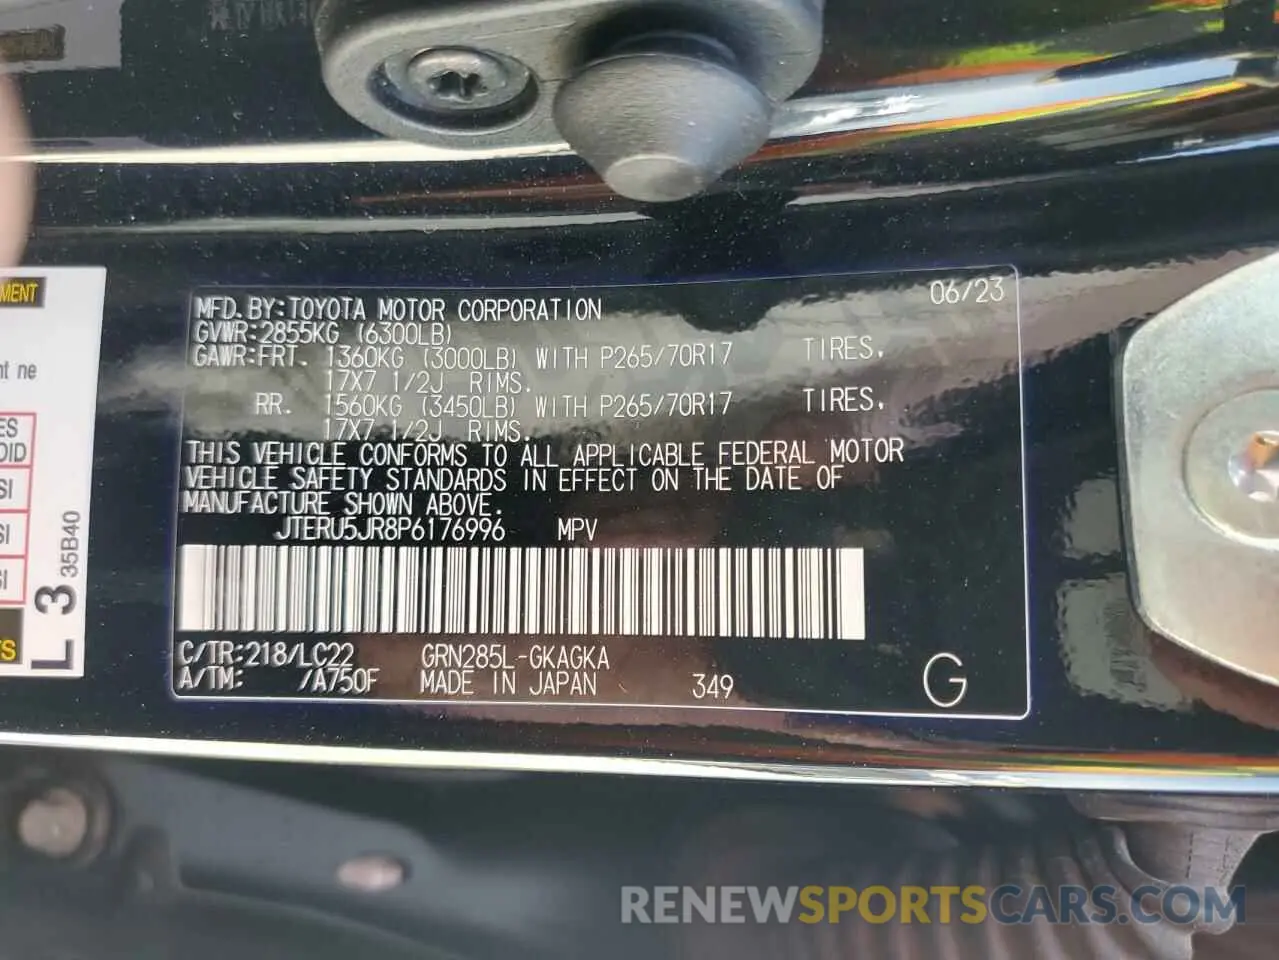 MFD. BY:TOYOTA MOTOR CORPORATION 06/23
GVWR:2855KG (6300LB)
GAWR:FRT. 1360KG (3000LB) WITH P265/70R17 TIRES,
17X7 1/2J RIMS.
RR. 1560KG (3450LB) WITH P265/70R17 TIRES,
17X7 1/2J RIMS.
THIS VEHICLE CONFORMS TO ALL APPLICABLE FEDERAL MOTOR
VEHICLE SAFETY STANDARDS IN EFFECT ON THE DATE OF
MANUFACTURE SHOWN ABOVE.
JTERU5JR8P6176996 MPV
C/TR:218/LC22 GRN285L-GKAGKA
A/TM: /A750F MADE IN JAPAN 349 G
L 3 35B40
RENEWSPORTSCARS.COM